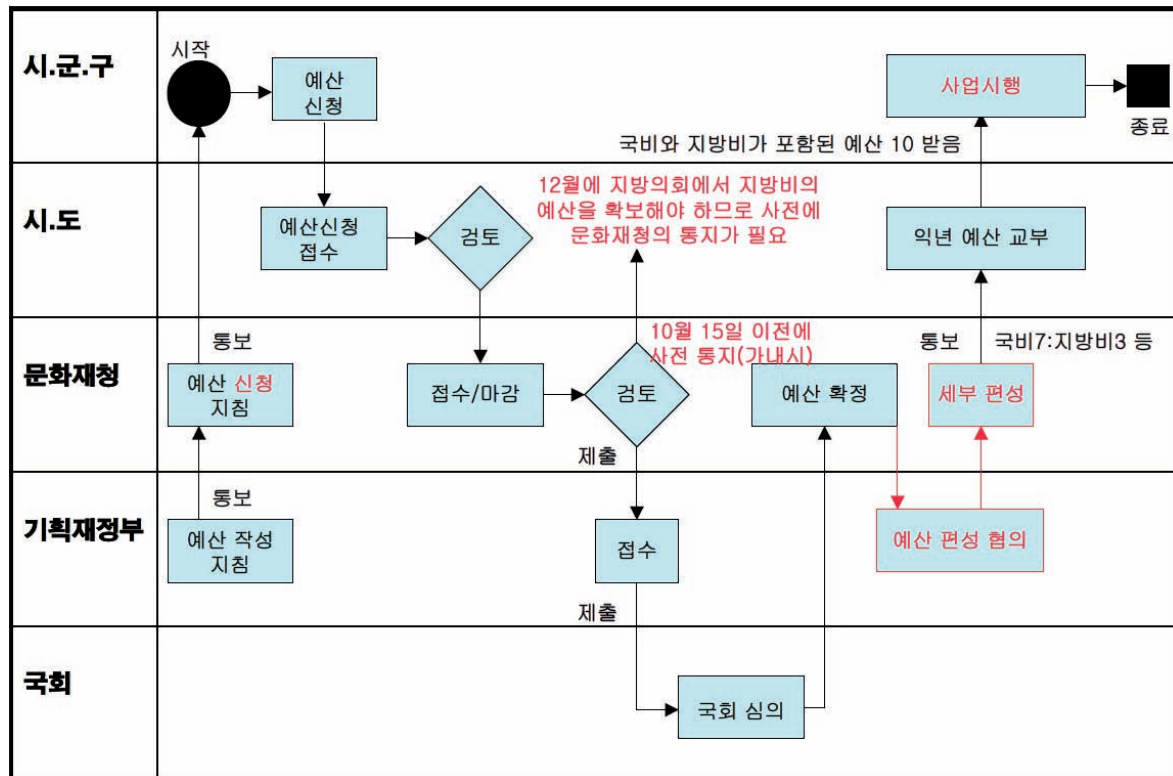 시.군.구
시작
예산
신청
사업시행
종료
국비와 지방비가 포함된 예산 10 받음
시.도
예산신청
접수
검토
12월에 지방의회에서 지방비의
예산을 확보해야 하므로 사전에
문화재청의 통지가 필요
익년 예산 교부
문화재청
통보
예산 신청
지침
접수/마감
검토
10월 15일 이전에
사전 통지(가내시)
예산 확정
통보
국비7:지방비3 등
세부 편성
제출
기획재정부
통보
예산 작성
지침
접수
예산 편성 협의
제출
국회
국회 심의